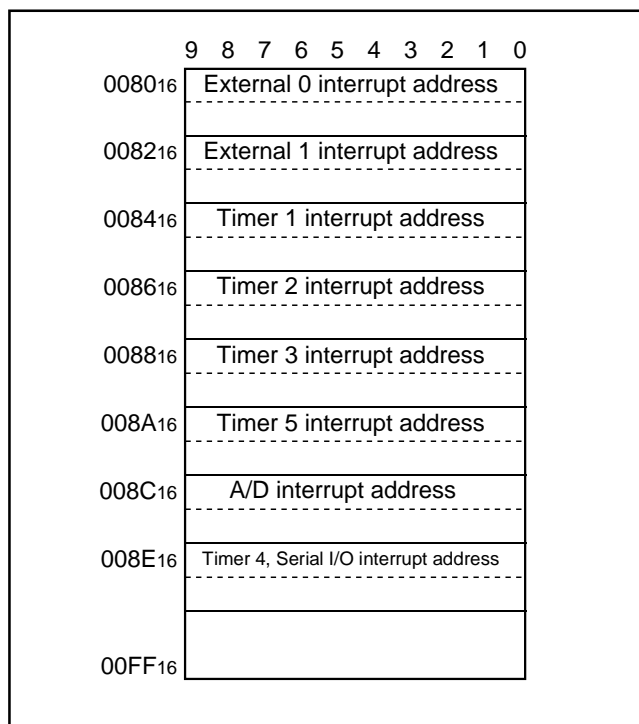 9 8 7 6 5 4 3 2 1 0
008016 External 0 interrupt address
008216 External 1 interrupt address
008416 Timer 1 interrupt address
008616 Timer 2 interrupt address
008816 Timer 3 interrupt address
008A16 Timer 5 interrupt address
008C16 A/D interrupt address
008E16 Timer 4, Serial I/O interrupt address
00FF16